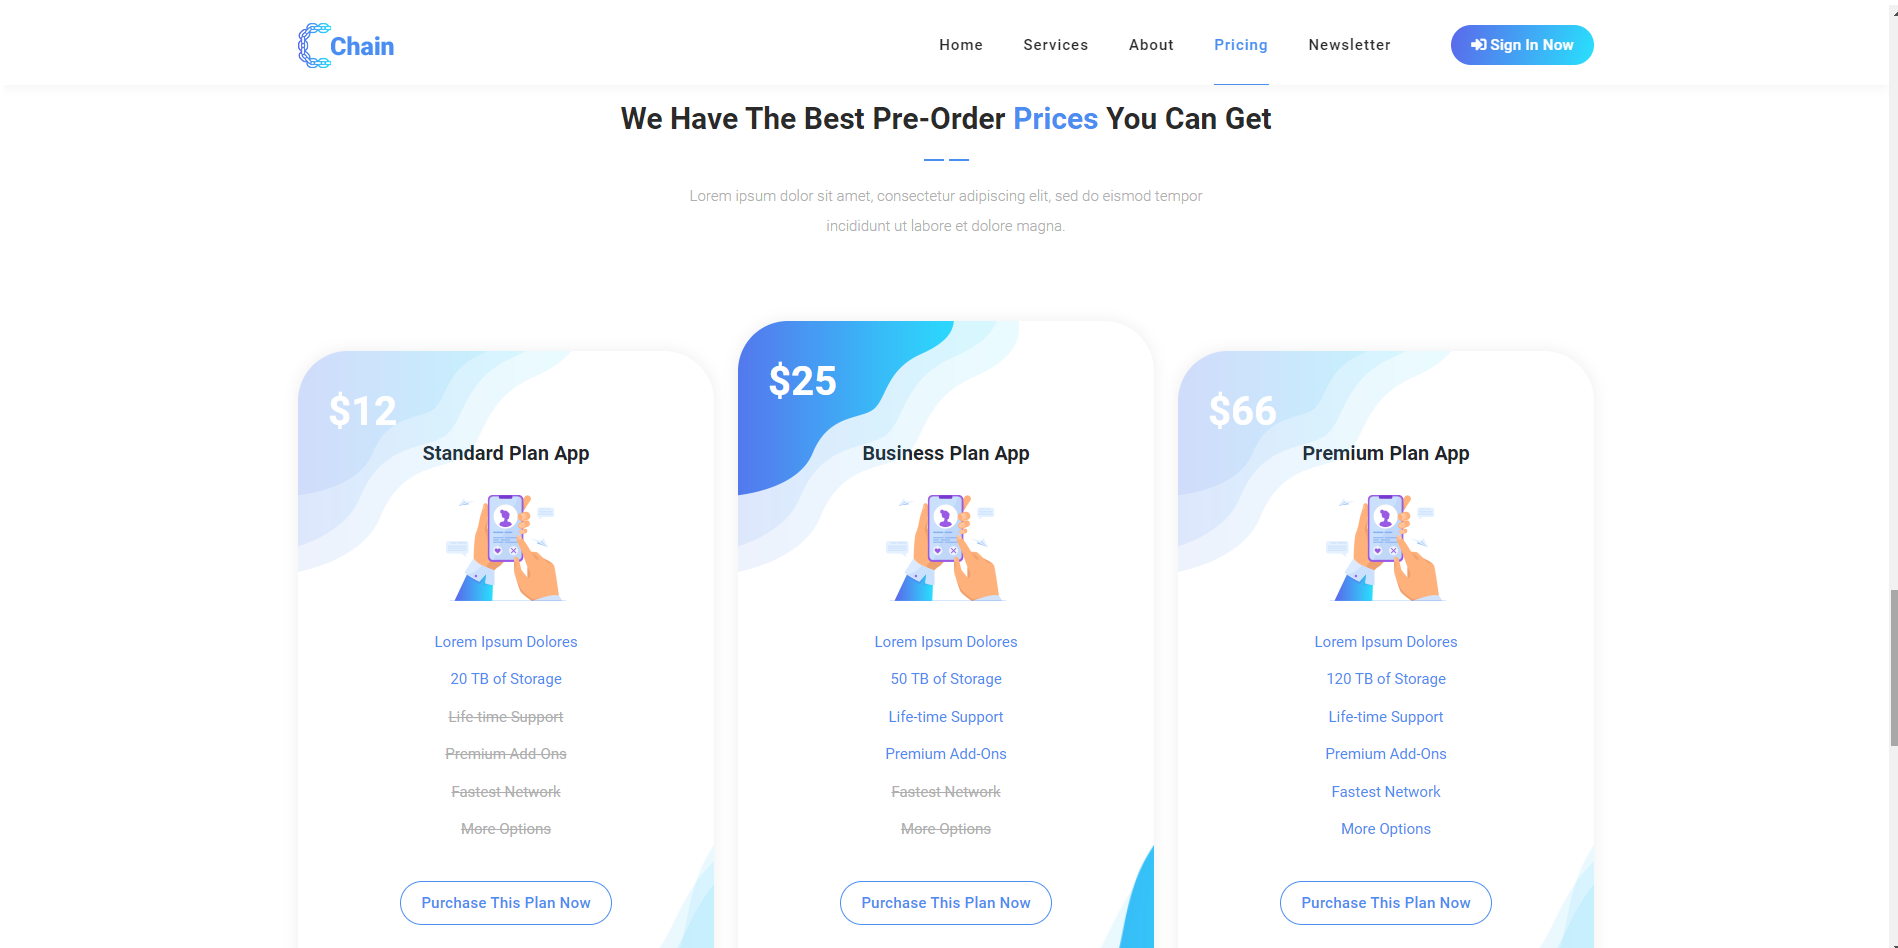 Chain
Home
Services
About
Pricing
Newsletter
Sign In Now
We Have The Best Pre-Order Prices You Can Get
Lorem ipsum dolor sit amet, consectetur adipiscing elit, sed do eismod tempor
incididunt ut labore et dolore magna.
$12
Standard Plan App
Lorem Ipsum Dolores
20 TB of Storage
Life-time Support
Premium Add-Ons
Fastest Network
More Options
Purchase This Plan Now
$25
Business Plan App
Lorem Ipsum Dolores
50 TB of Storage
Life-time Support
Premium Add-Ons
Fastest Network
More Options
Purchase This Plan Now
$66
Premium Plan App
Lorem Ipsum Dolores
120 TB of Storage
Life-time Support
Premium Add-Ons
Fastest Network
More Options
Purchase This Plan Now